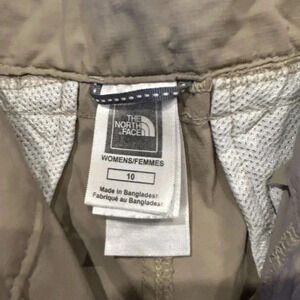 THE
NORTH
FACE
WOMENS/FEMMES
10
Made in Bangladesh
Fabriqué au Bangladesh